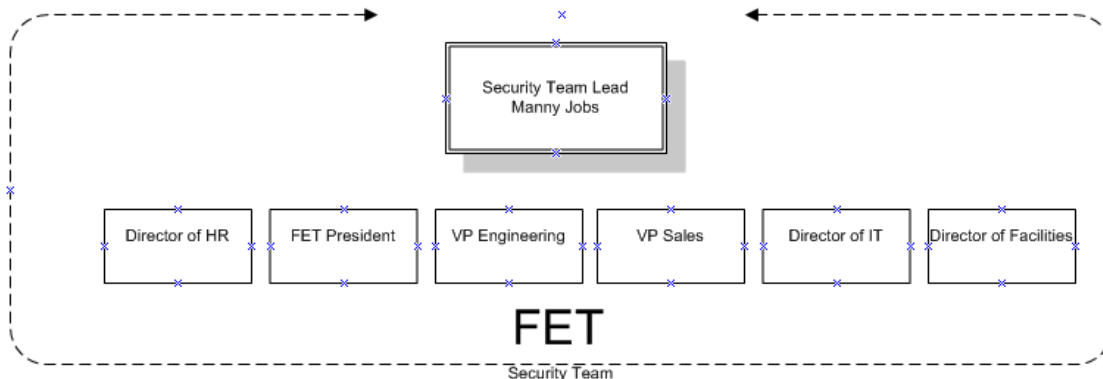 Security Team Lead
Manny Jobs
Director of HR
FET President
VP Engineering
VP Sales
Director of IT
Director of Facilities
FET
Security Team